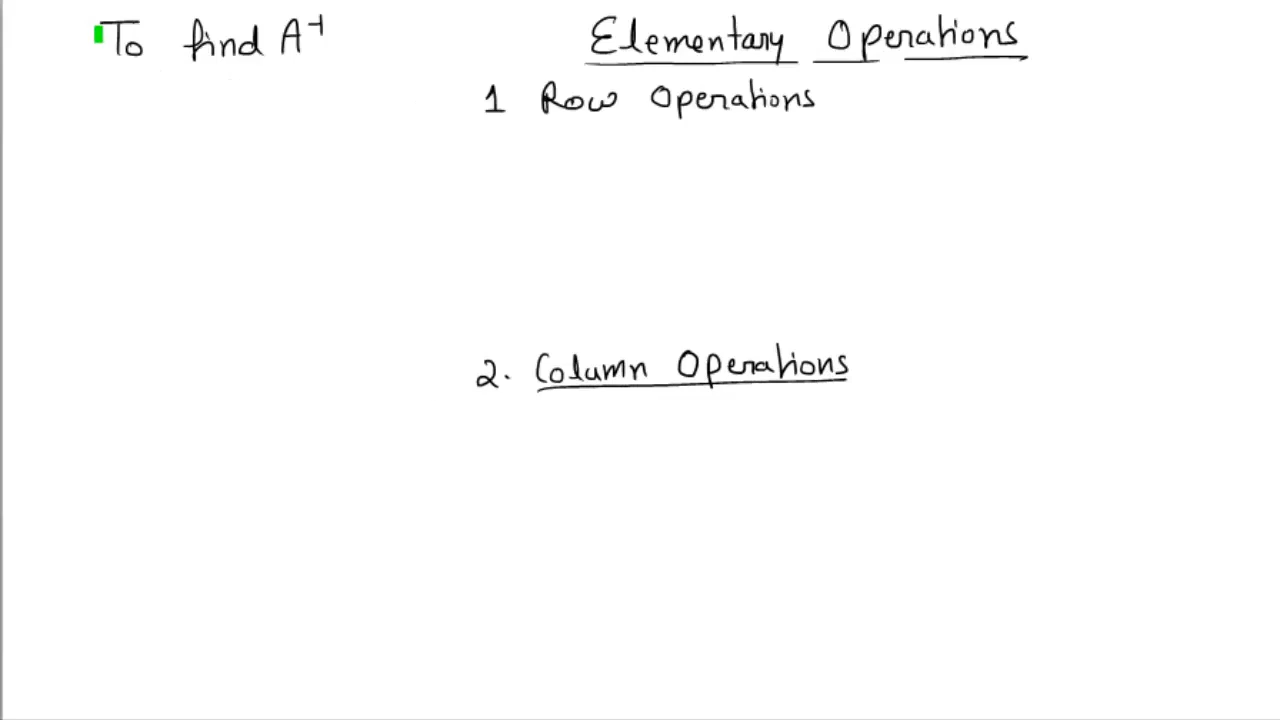 To find A⁻¹
Elementary Operations
1 Row Operations
2. Column Operations